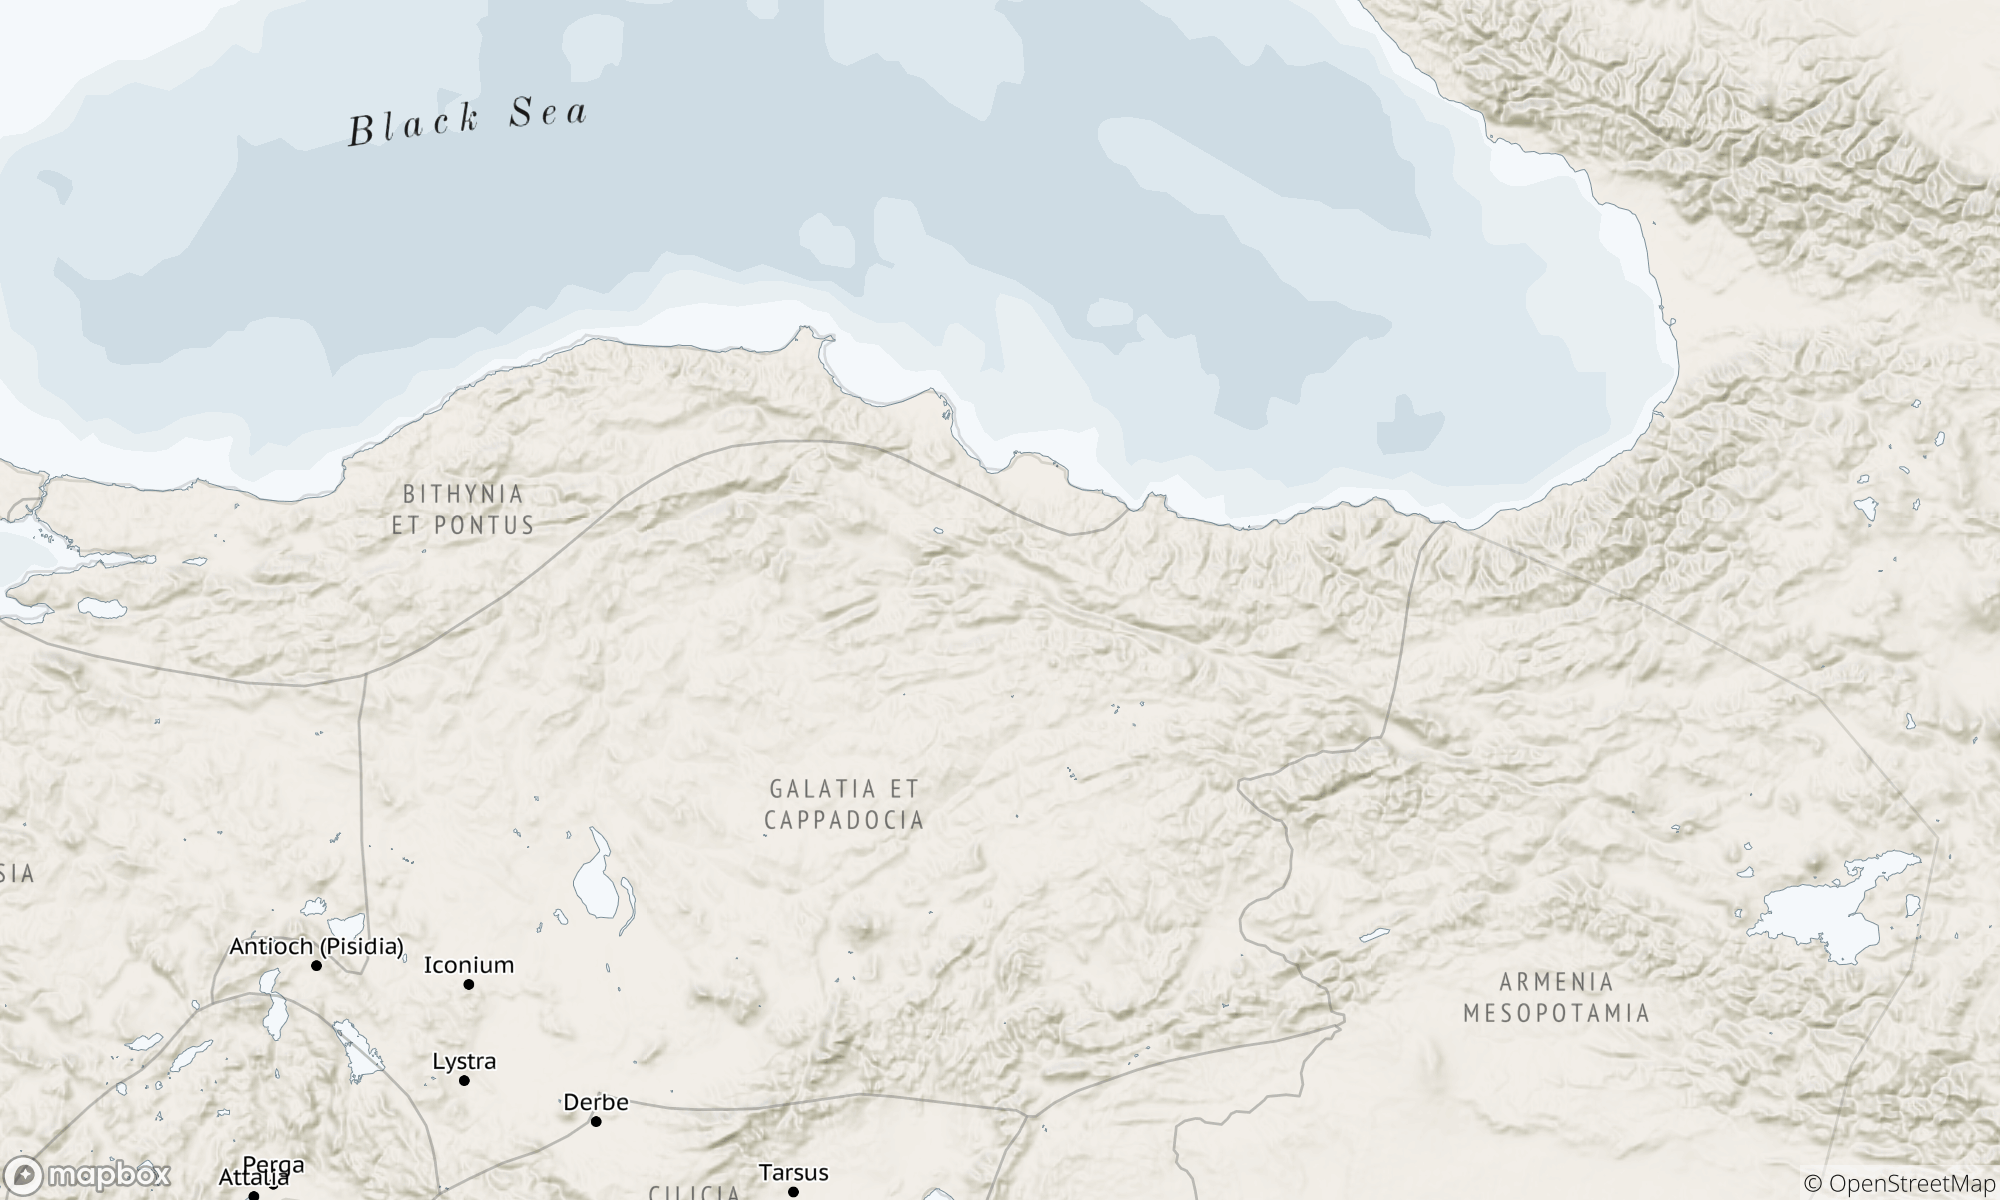 Black Sea
BITHYNIA
ET PONTUS
GALATIA ET
CAPPADOCIA
SIA
Antioch (Pisidia)
Iconium
ARMENIA
MESOPOTAMIA
Lystra
Derbe
Perga
Attalia
Tarsus
CILICIA
mapbox
© OpenStreetMap